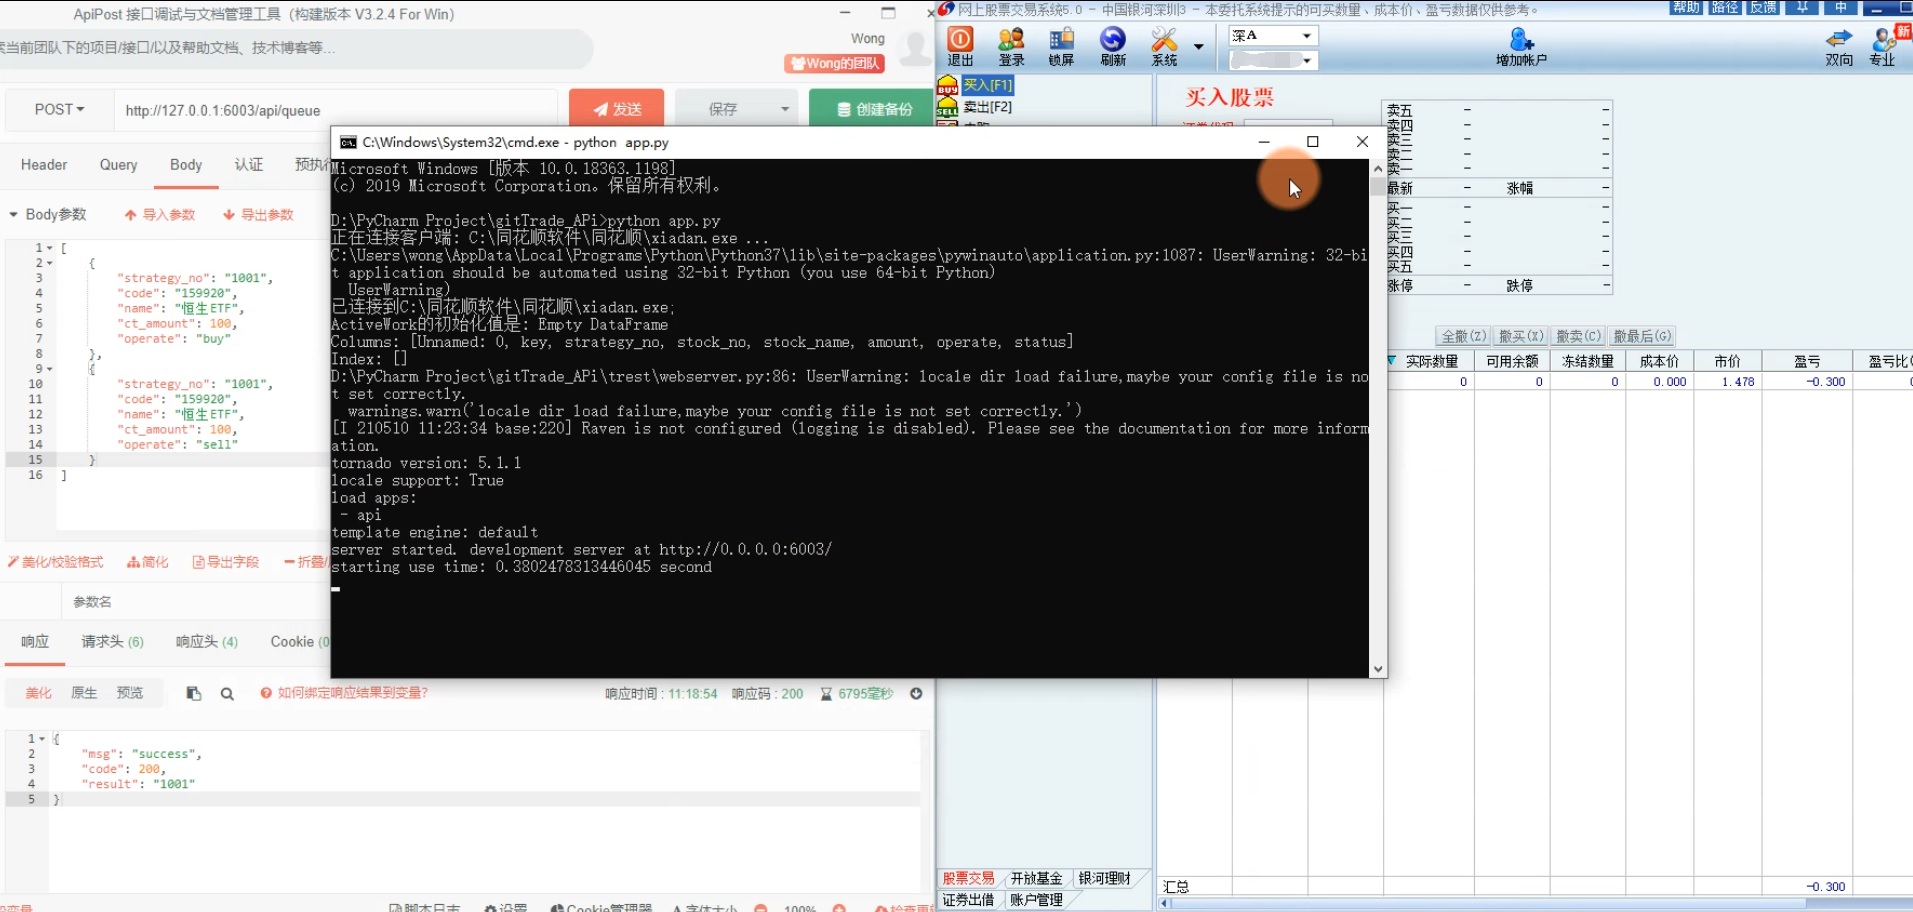 ApiPost 接口调试与文档管理工具（构建版本 V3.2.4 For Win）
当前团队下的项目/接口/以及帮助文档、技术博客等...
Wong
Wong的团队
POST
http://127.0.0.1:6003/api/queue
发送
保存
创建备份
Header
Query
Body
认证
预执行
Body参数
导入参数
导出参数
1 [
2 {
3 "strategy_no": "1001",
4 "code": "159920",
5 "name": "恒生ETF",
6 "ct_amount": 100,
7 "operate": "buy"
8 },
9 {
10 "strategy_no": "1001",
11 "code": "159920",
12 "name": "恒生ETF",
13 "ct_amount": 100,
14 "operate": "sell"
15 }
16 ]
美化/校验格式
简化
导出字段
折叠/
参数名
响应
请求头 (6)
响应头 (4)
Cookie (0
美化
原生
预览
如何绑定响应结果到变量?
响应时间 : 11:18:54
响应码 : 200
6795毫秒
1 {
2 "msg": "success",
3 "code": 200,
4 "result": "1001"
5 }
脚本日志
设置
Cookie管理器
字体大小
100%
检查更新
C:\Windows\System32\cmd.exe - python app.py
Microsoft Windows [版本 10.0.18363.1198]
(c) 2019 Microsoft Corporation。保留所有权利。
D:\PyCharm Project\gitTrade_APi>python app.py
正在连接客户端: C:\同花顺软件\同花顺\xiadan.exe ...
C:\Users\wong\AppData\Local\Programs\Python\Python37\lib\site-packages\pywinauto\application.py:1087: UserWarning: 32-bi
t application should be automated using 32-bit Python (you use 64-bit Python)
UserWarning)
已连接到C:\同花顺软件\同花顺\xiadan.exe;
ActiveWork的初始化值是: Empty DataFrame
Columns: [Unnamed: 0, key, strategy_no, stock_no, stock_name, amount, operate, status]
Index: []
D:\PyCharm Project\gitTrade_APi\trest\webserver.py:86: UserWarning: locale dir load failure,maybe your config file is no
t set correctly.
warnings.warn('locale dir load failure,maybe your config file is not set correctly.')
[I 210510 11:23:34 base:220] Raven is not configured (logging is disabled). Please see the documentation for more inform
ation.
tornado version: 5.1.1
locale support: True
load apps:
- api
template engine: default
server started. development server at http://0.0.0.0:6003/
starting use time: 0.3802478313446045 second
网上股票交易系统5.0 - 中国银河深圳3 - 本委托系统提示的可买数量、成本价、盈亏数据仅供参考。
帮助
路径
反馈
中
退出
登录
锁屏
刷新
系统
深A
增加帐户
双向
专业
新
买入[F1]
卖出[F2]
买入股票
卖五 - -
卖四 - -
卖三 - -
卖二 - -
卖一 - -
最新 - 涨幅 -
买一 - -
买二 - -
买三 - -
买四 - -
买五 - -
涨停 - 跌停 -
全撤(Z)
撤买(X)
撤卖(C)
撤最后(G)
实际数量 可用余额 冻结数量 成本价 市价 盈亏 盈亏比(
0 0 0 0.000 1.478 -0.300
汇总 -0.300
股票交易
开放基金
银河理财
证券出借
账户管理